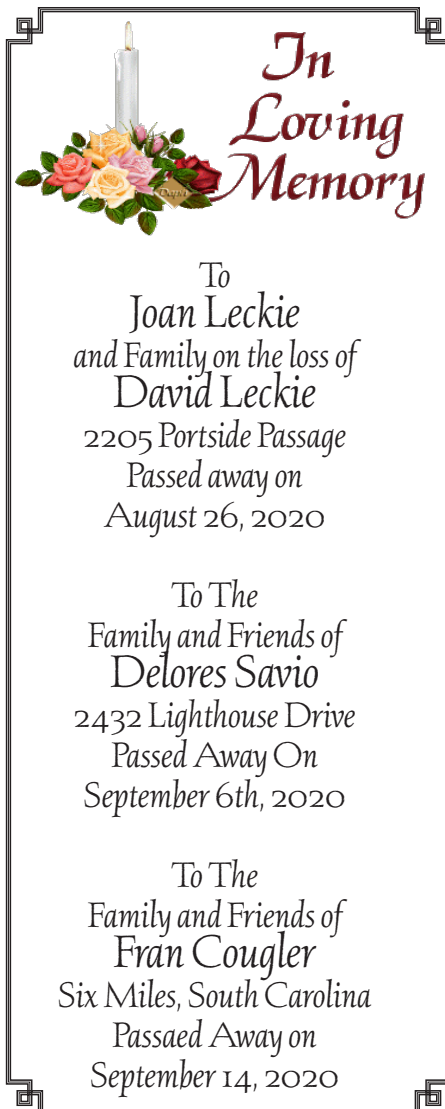 In
Loving
Memory
To
Joan Leckie
and Family on the loss of
David Leckie
2205 Portside Passage
Passed away on
August 26, 2020
To The
Family and Friends of
Delores Savio
2432 Lighthouse Drive
Passed Away On
September 6th, 2020
To The
Family and Friends of
Fran Cougler
Six Miles, South Carolina
Passaed Away on
September 14, 2020